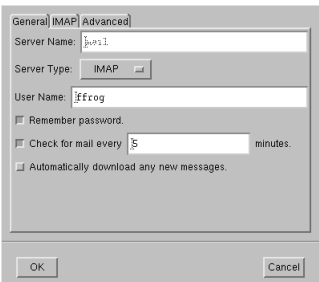 General IMAP Advanced
Server Name: mail
Server Type: IMAP
User Name: ffrog
Remember password.
Check for mail every 5 minutes.
Automatically download any new messages.
OK Cancel